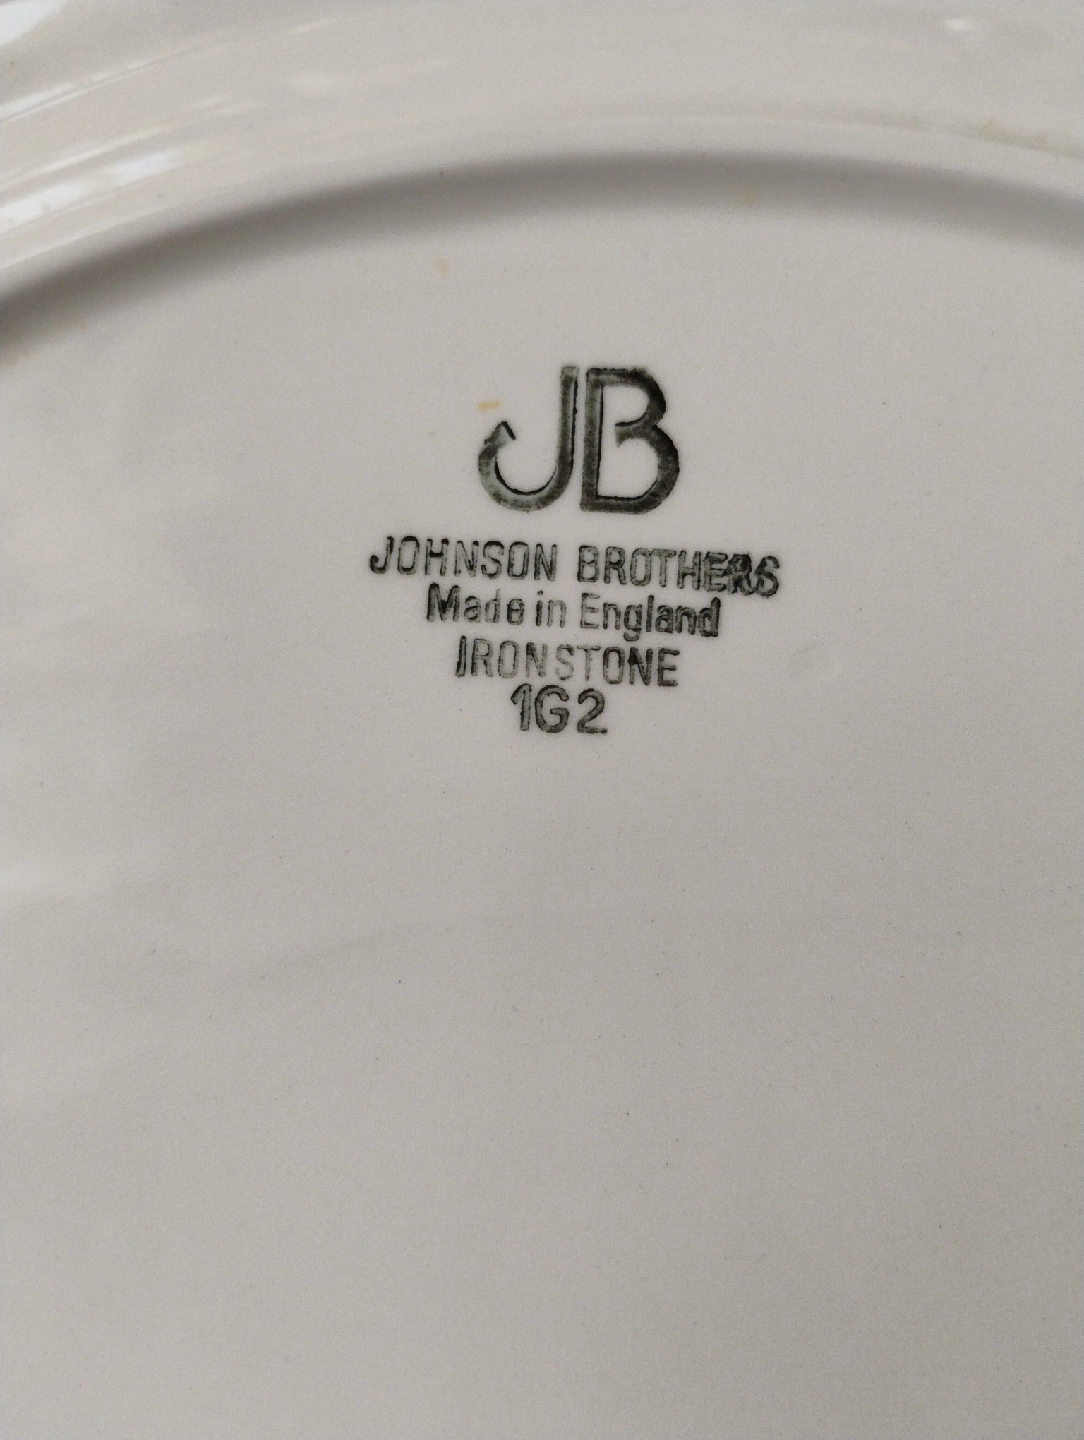 JB
JOHNSON BROTHERS
Made in England
IRONSTONE
1G2